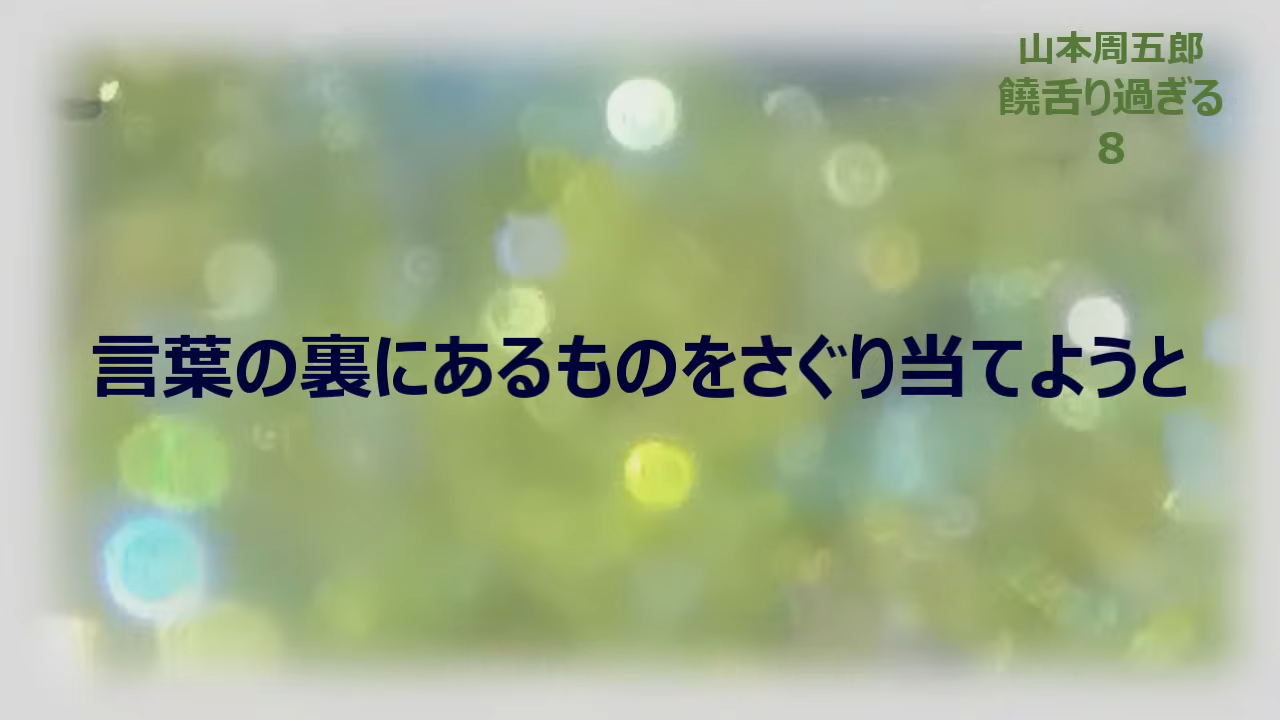 山本周五郎
饒舌り過ぎる
8
言葉の裏にあるものをさぐり当てようと